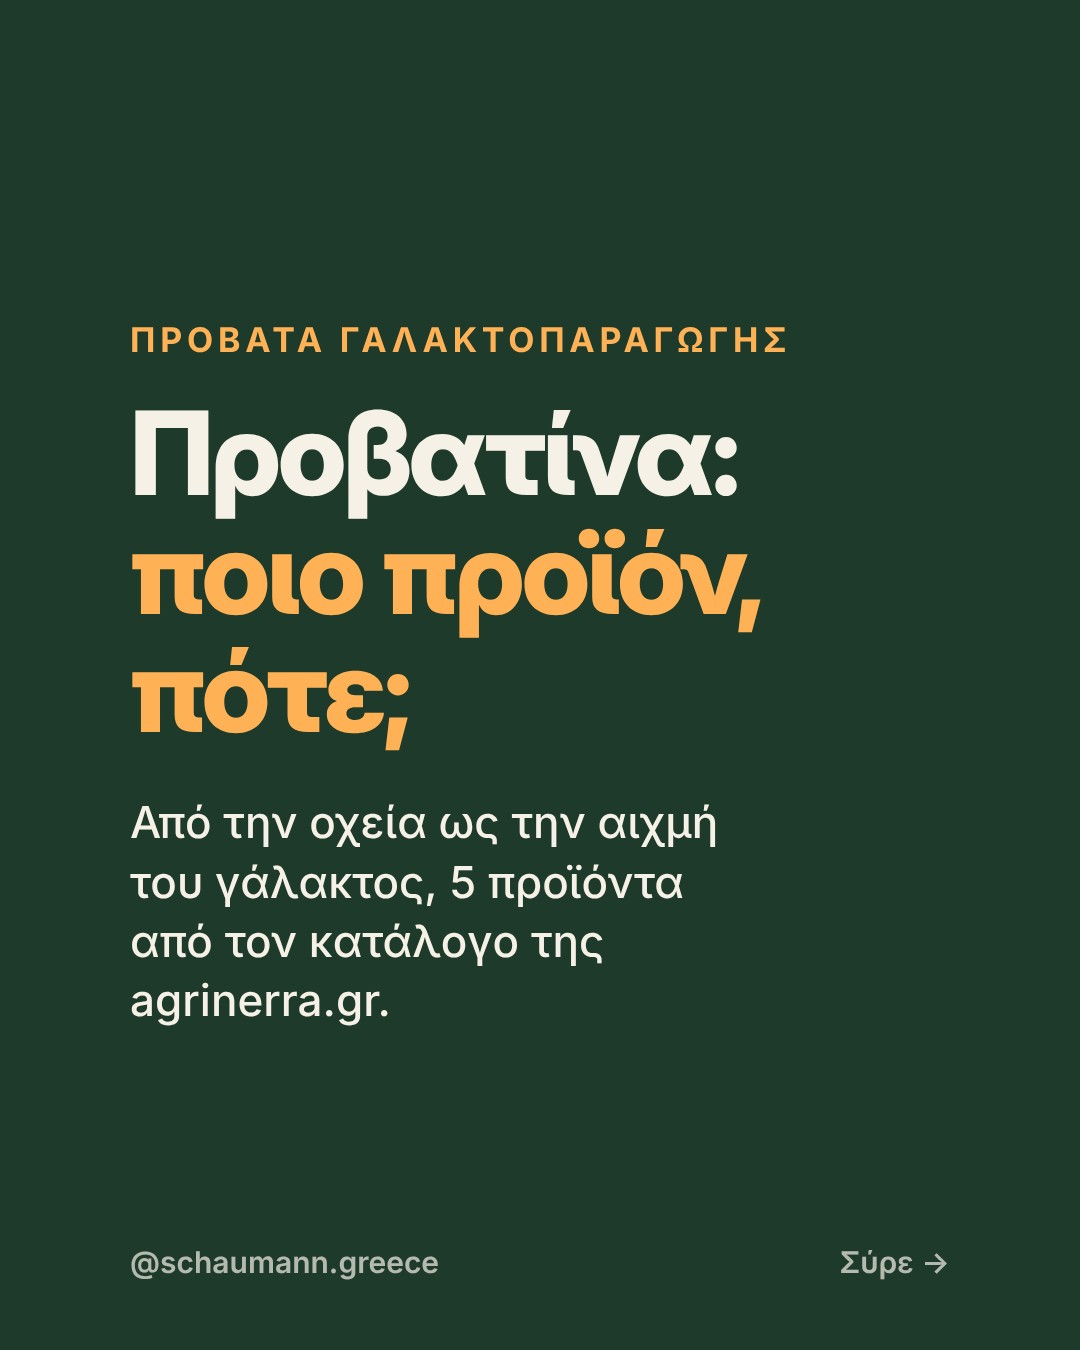 ΠΡΟΒΑΤΑ ΓΑΛΑΚΤΟΠΑΡΑΓΩΓΗΣ
Προβατίνα:
ποιο προϊόν,
πότε;
Από την οχεία ως την αιχμή
του γάλακτος, 5 προϊόντα
από τον κατάλογο της
agrinerra.gr.
@schaumann.greece
Σύρε →